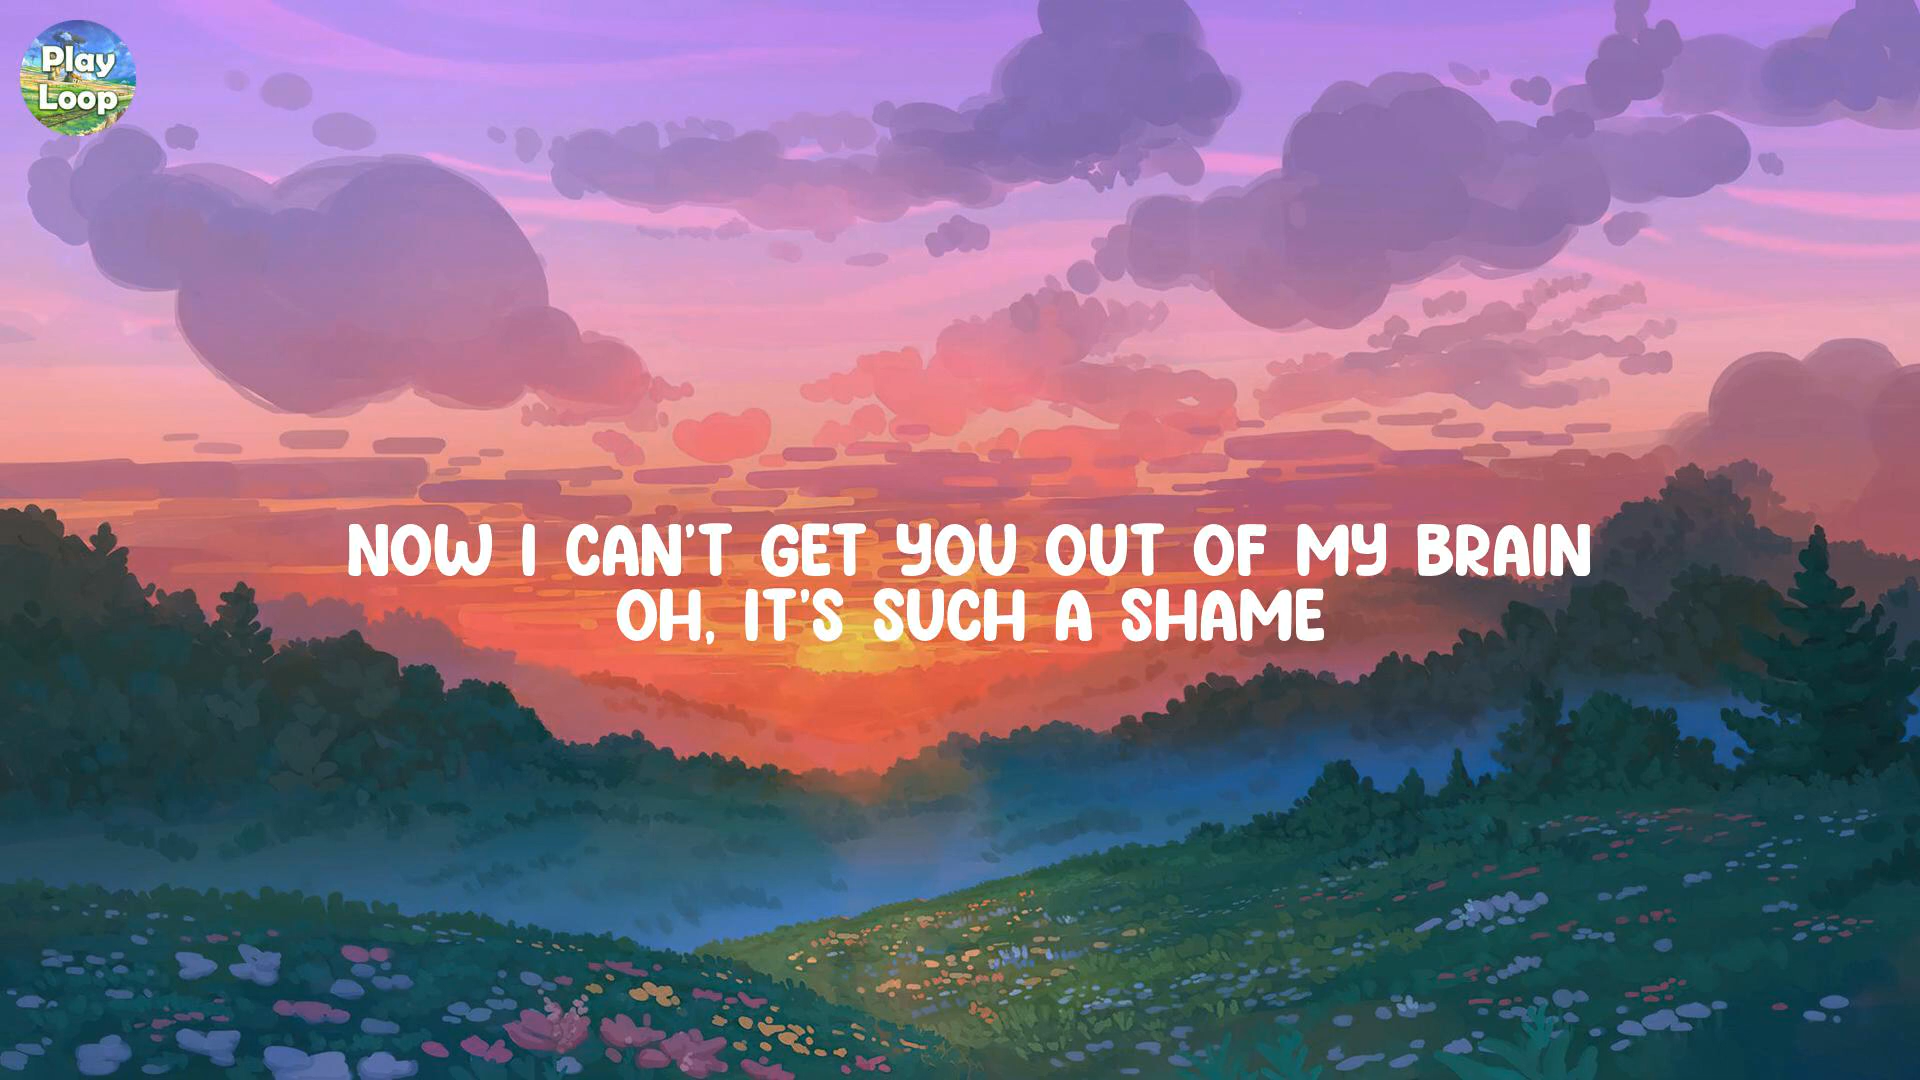 Play
Loop
NOW I CAN'T GET YOU OUT OF MY BRAIN
OH, IT'S SUCH A SHAME